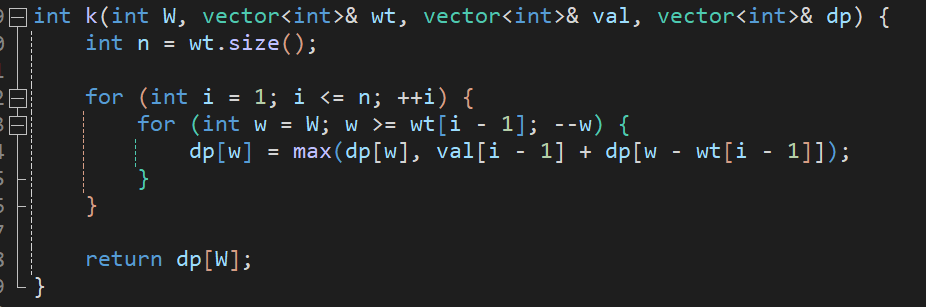 int k(int W, vector<int>& wt, vector<int>& val, vector<int>& dp) {
    int n = wt.size();

    for (int i = 1; i <= n; ++i) {
        for (int w = W; w >= wt[i - 1]; --w) {
            dp[w] = max(dp[w], val[i - 1] + dp[w - wt[i - 1]]);
        }
    }

    return dp[W];
}